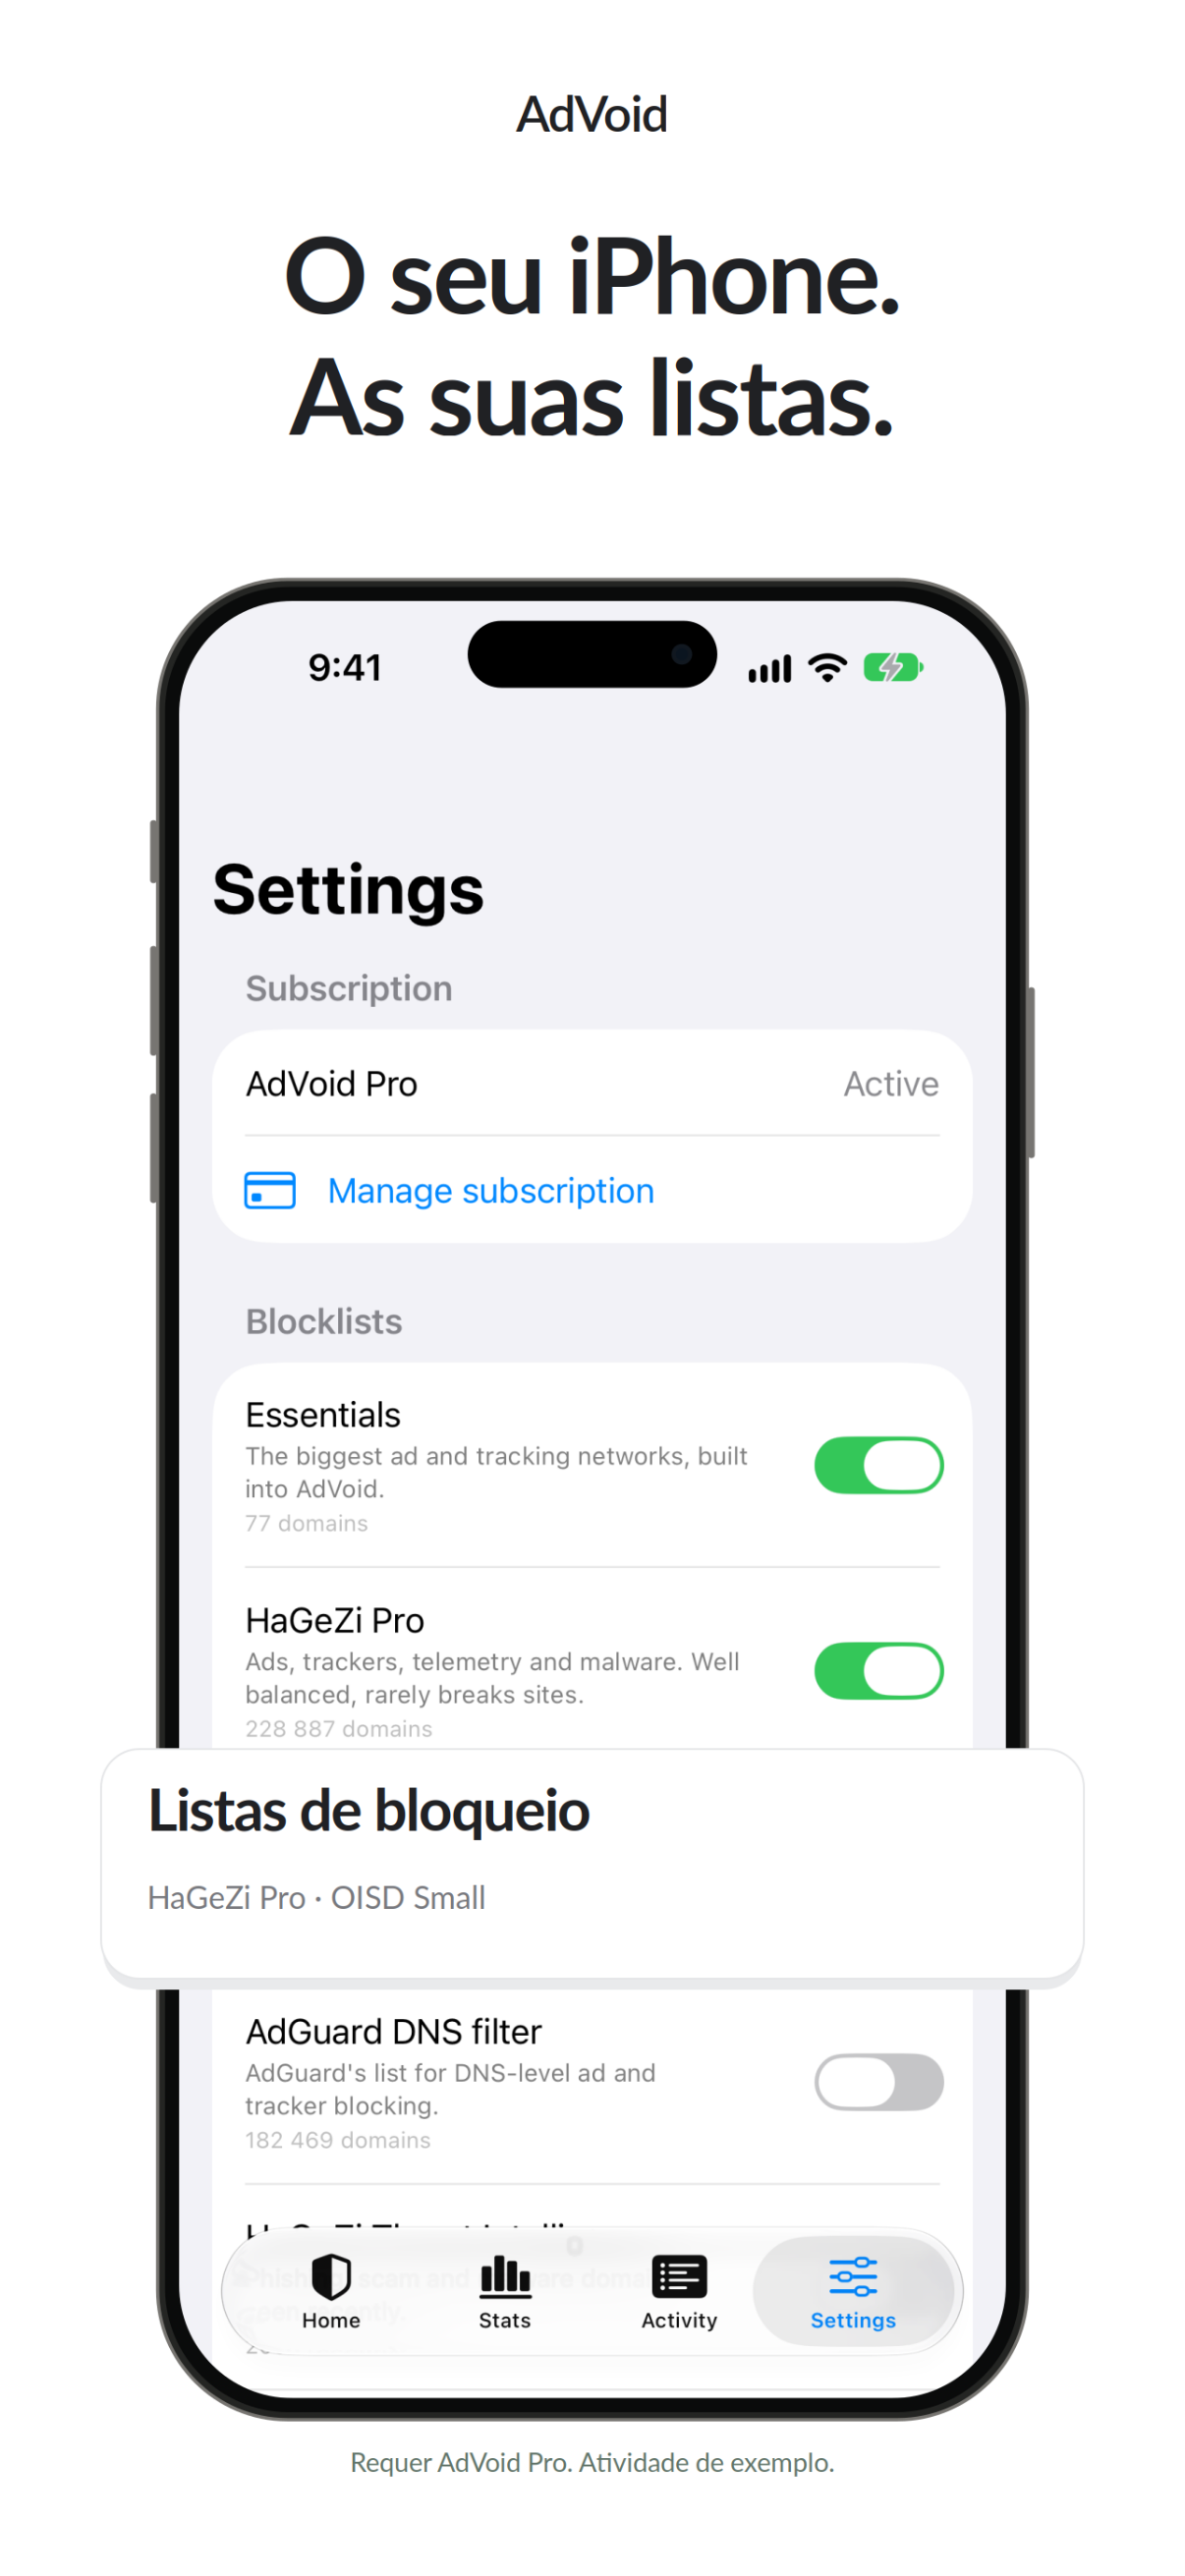 AdVoid
O seu iPhone.
As suas listas.
9:41
Settings
Subscription
AdVoid Pro
Active
Manage subscription
Blocklists
Essentials
The biggest ad and tracking networks, built
into AdVoid.
77 domains
HaGeZi Pro
Ads, trackers, telemetry and malware. Well
balanced, rarely breaks sites.
228 887 domains
Listas de bloqueio
HaGeZi Pro · OISD Small
AdGuard DNS filter
AdGuard's list for DNS-level ad and
tracker blocking.
182 469 domains
scam and
Home
Stats
Activity
Settings
Requer AdVoid Pro. Atividade de exemplo.